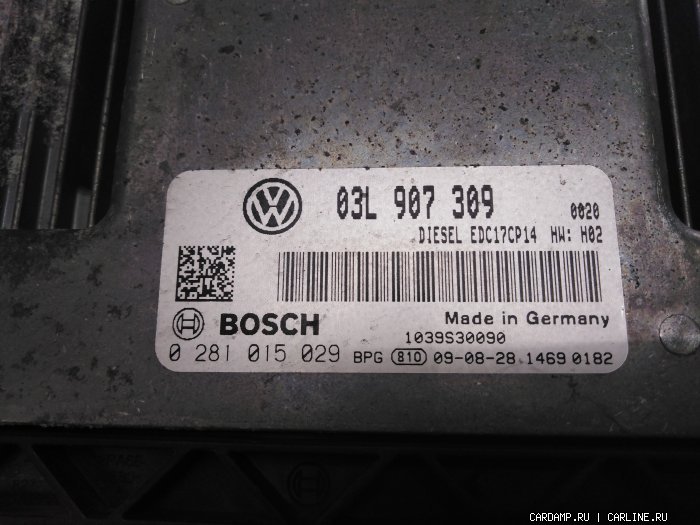 03L 907 309 0020
DIESEL EDC17CP14 HW: H02
BOSCH Made in Germany
1039S30090
0 281 015 029 BPG 810 09-08-28 1469 0182
CARDAMP.RU | CARLINE.RU